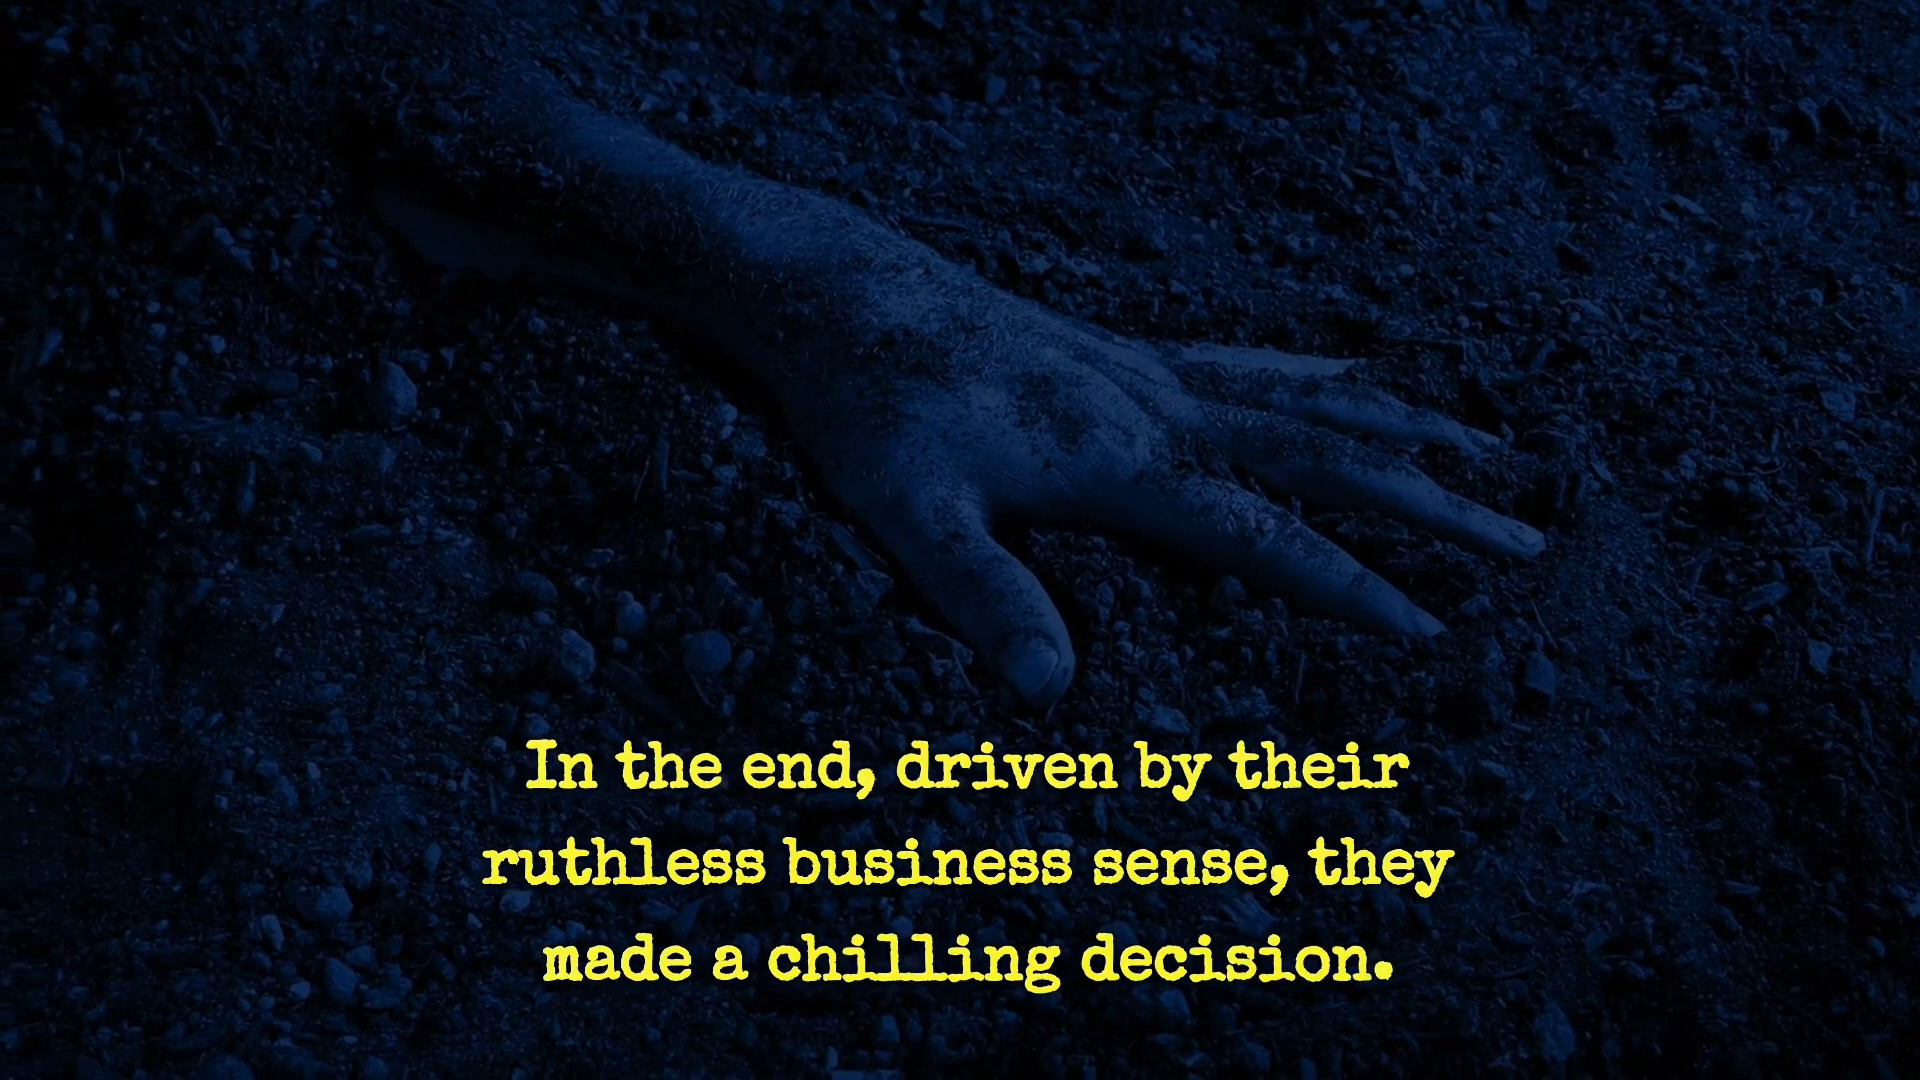 In the end, driven by their
ruthless business sense, they
made a chilling decision.